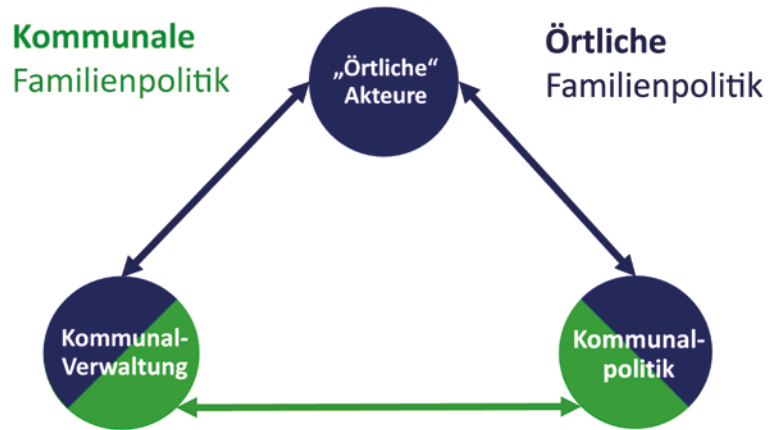 Kommunale
Familienpolitik
Örtliche
Familienpolitik
„Örtliche“
Akteure
Kommunal-
Verwaltung
Kommunal-
politik